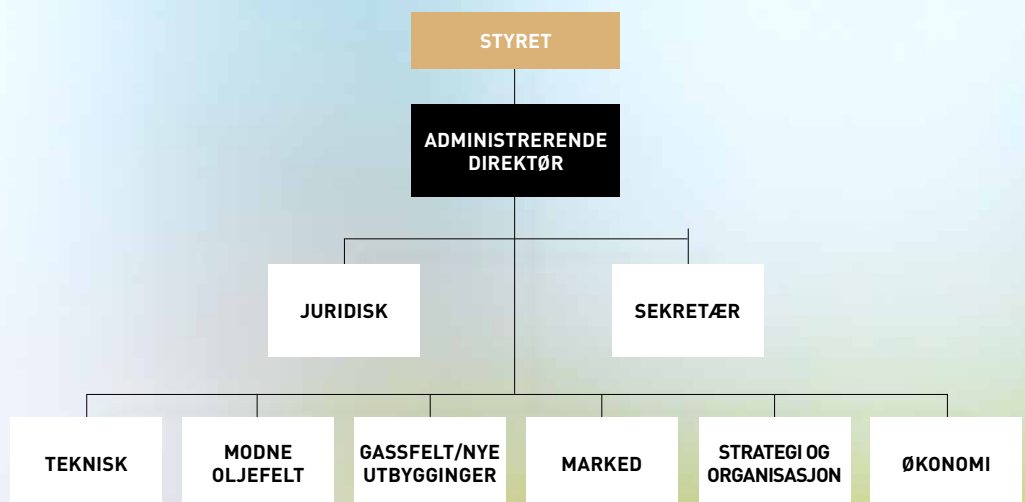 STYRET
ADMINISTRERENDE
DIREKTØR
JURIDISK
SEKRETÆR
TEKNISK
MODNE
OLJEFELT
GASSFELT/NYE
UTBYGGINGER
MARKED
STRATEGI OG
ORGANISASJON
ØKONOMI